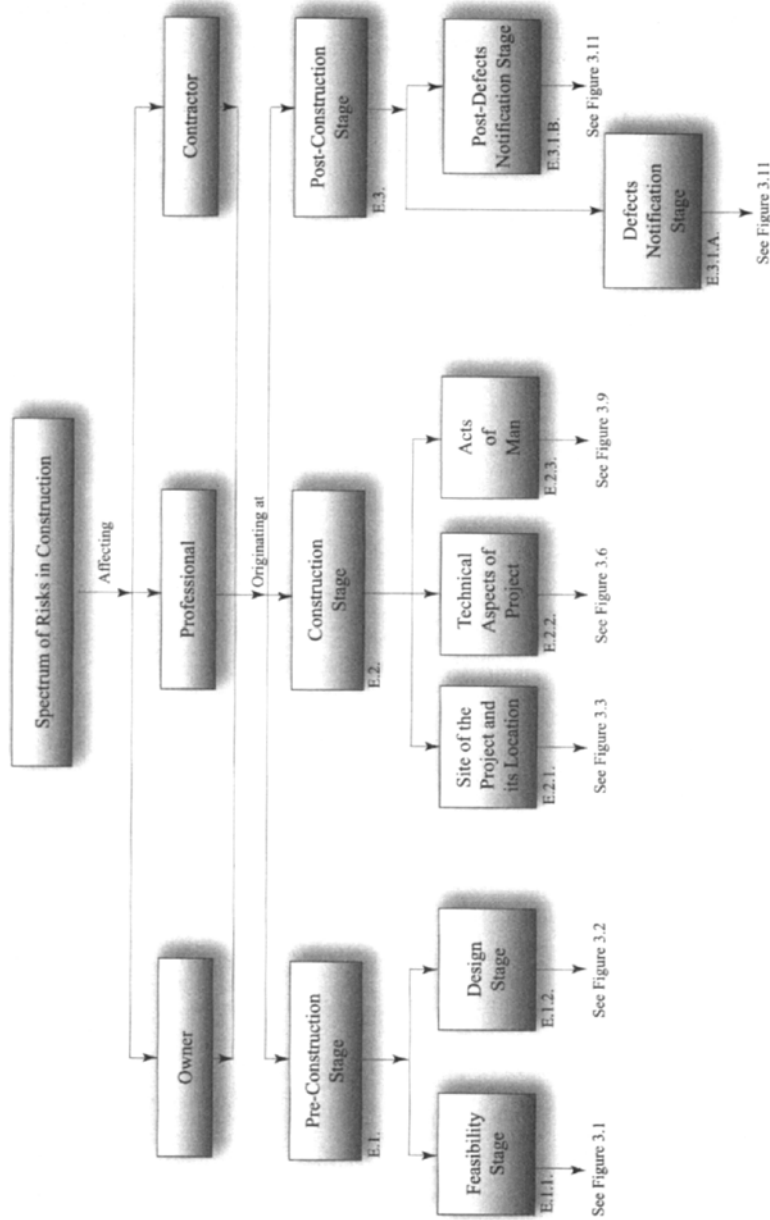 Spectrum of Risks in Construction
Affecting
Owner
Professional
Contractor
Originating at
Pre-Construction
Stage
E.1.
Construction
Stage
E.2.
Post-Construction
Stage
E.3.
Feasibility
Stage
E.1.1.
See Figure 3.1
Design
Stage
E.1.2.
See Figure 3.2
Site of the
Project and
its Location
E.2.1.
See Figure 3.3
Technical
Aspects of
Project
E.2.2.
See Figure 3.6
Acts
of
Man
E.2.3.
See Figure 3.9
Defects
Notification
Stage
E.3.1.A.
See Figure 3.11
Post-Defects
Notification Stage
E.3.1.B.
See Figure 3.11